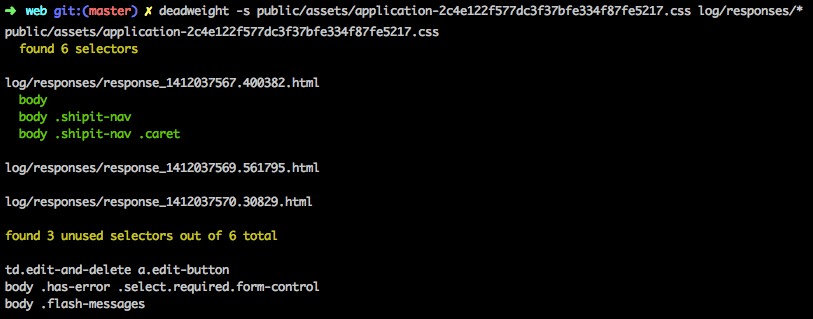 ➜ web git:(master) ✗ deadweight -s public/assets/application-2c4e122f577dc3f37bfe334f87fe5217.css log/responses/*
public/assets/application-2c4e122f577dc3f37bfe334f87fe5217.css
found 6 selectors
log/responses/response_1412037567.400382.html
body
body .shipit-nav
body .shipit-nav .caret
log/responses/response_1412037569.561795.html
log/responses/response_1412037570.30829.html
found 3 unused selectors out of 6 total
td.edit-and-delete a.edit-button
body .has-error .select.required.form-control
body .flash-messages